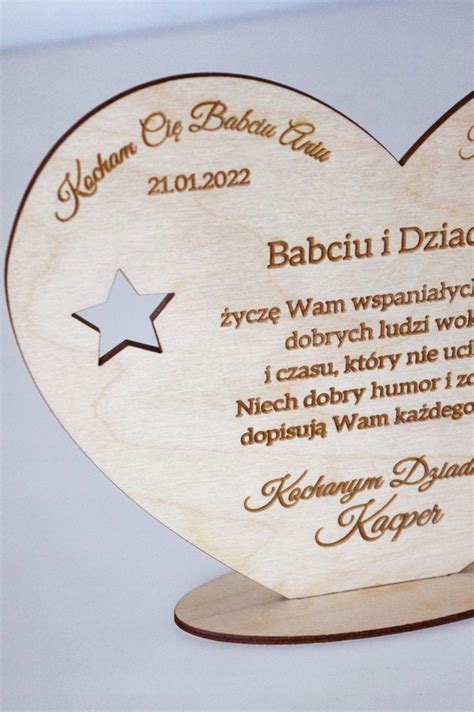 Kocham Cię Babciu Aniu
21.01.2022
Babciu i Dziad
życzę Wam wspaniałych
dobrych ludzi wok
i czasu, który nie uci
Niech dobry humor i
dopisują Wam każdego
Kochanym Dziad
Kacper